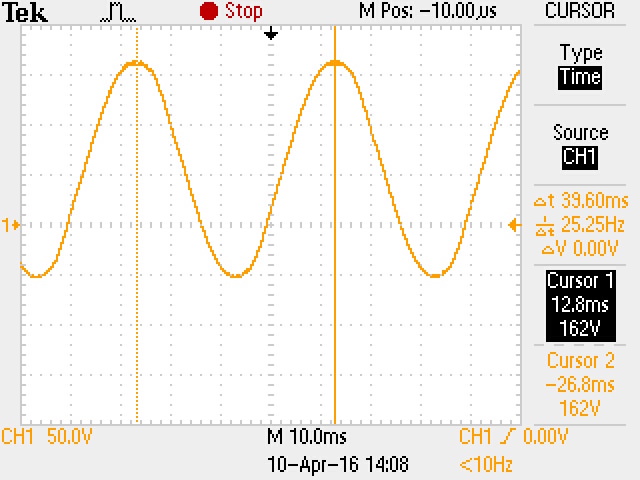 Tek Stop M Pos: -10.00µs CURSOR
Type
Time
Source
CH1
Δt 39.60ms
1/Δt 25.25Hz
ΔV 0.00V
1
Cursor 1
12.8ms
162V
Cursor 2
-26.8ms
162V
CH1 50.0V M 10.0ms CH1 / 0.00V
10-Apr-16 14:08 <10Hz